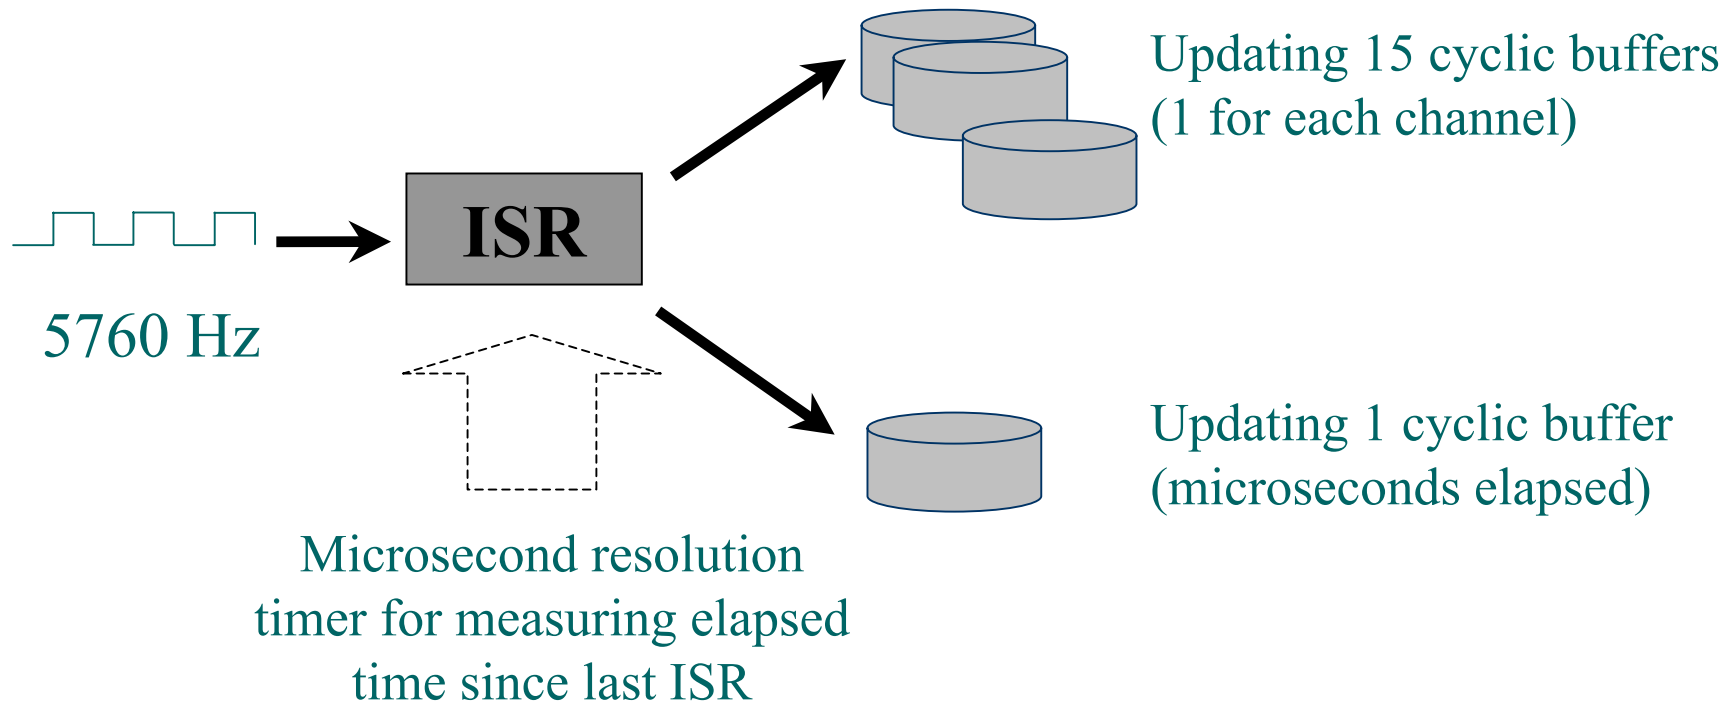 Updating 15 cyclic buffers
(1 for each channel)
ISR
5760 Hz
Updating 1 cyclic buffer
(microseconds elapsed)
Microsecond resolution
timer for measuring elapsed
time since last ISR